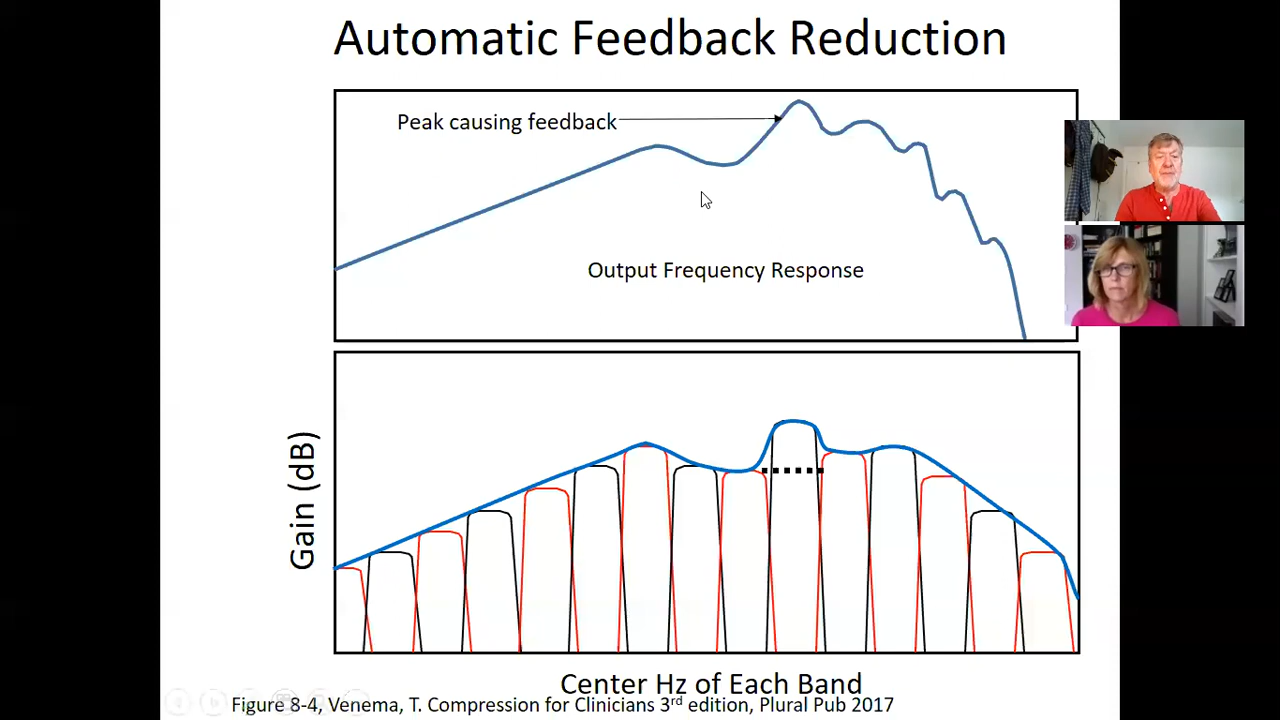 Automatic Feedback Reduction
Peak causing feedback
Output Frequency Response
Gain (dB)
Center Hz of Each Band
Figure 8-4, Venema, T. Compression for Clinicians 3rd edition, Plural Pub 2017